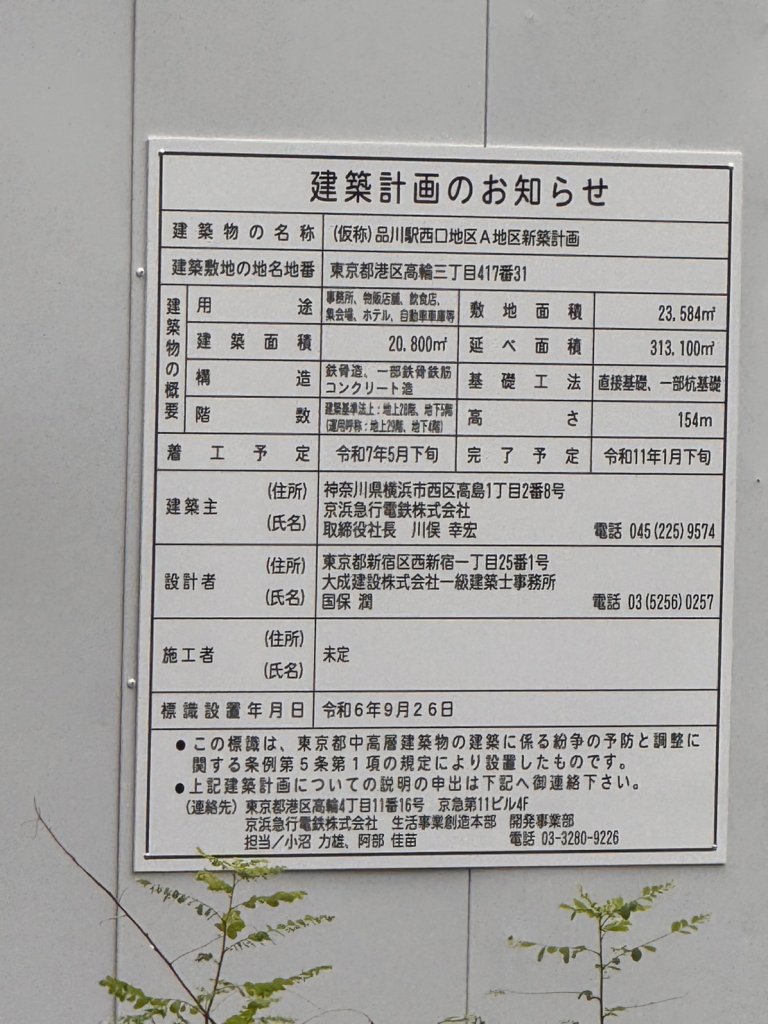 建築計画のお知らせ
建築物の名称 (仮称)品川駅西口地区A地区新築計画
建築敷地の地名地番 東京都港区高輪三丁目417番31
建築物の概要
用途 事務所、物販店舗、飲食店、
集会場、ホテル、自動車車庫等
敷地面積 23,584㎡
建築面積 20,800㎡ 延べ面積 313,100㎡
構造 鉄骨造、一部鉄骨鉄筋
コンクリート造
基礎工法 直接基礎、一部杭基礎
階数 建築基準法上：地上28階、地下5階
(運用呼称：地上29階、地下4階)
高さ 154m
着工予定 令和7年5月下旬 完了予定 令和11年1月下旬
建築主 (住所) 神奈川県横浜市西区高島1丁目2番8号
京浜急行電鉄株式会社
(氏名) 取締役社長 川俣 幸宏 電話 045(225)9574
設計者 (住所) 東京都新宿区西新宿一丁目25番1号
大成建設株式会社一級建築士事務所
(氏名) 国保 潤 電話 03(5256)0257
施工者 (住所)
(氏名) 未定
標識設置年月日 令和6年9月26日
●この標識は、東京都中高層建築物の建築に係る紛争の予防と調整に
関する条例第5条第1項の規定により設置したものです。
●上記建築計画についての説明の申出は下記へ御連絡下さい。
(連絡先) 東京都港区高輪4丁目11番16号 京急第11ビル4F
京浜急行電鉄株式会社 生活事業創造本部 開発事業部
担当／小沼 力雄、阿部 佳苗 電話 03-3280-9226